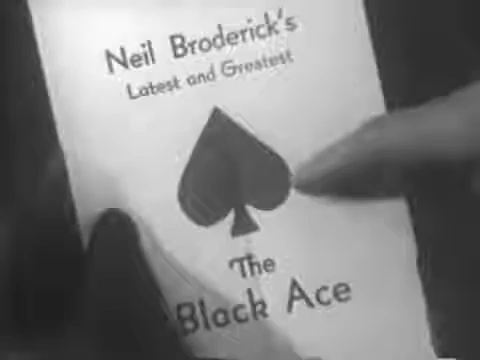 Neil Broderick's
Latest and Greatest
The
Black Ace